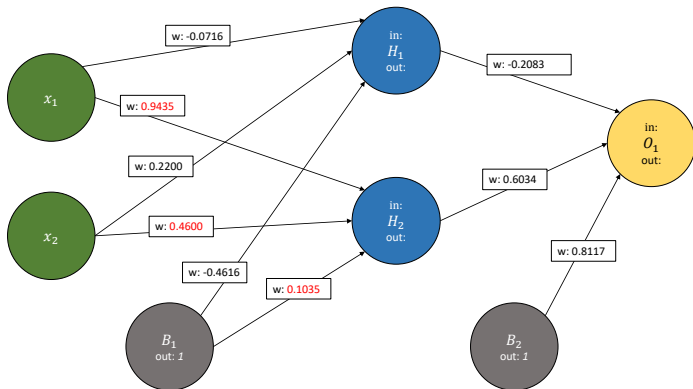 w: -0.0716
in:
H₁
out:
w: -0.2083
x₁
w: 0.9435
in:
O₁
out:
w: 0.2200
w: 0.6034
in:
H₂
out:
x₂
w: 0.4600
w: -0.4616
w: 0.8117
w: 0.1035
B₁
out: 1
B₂
out: 1